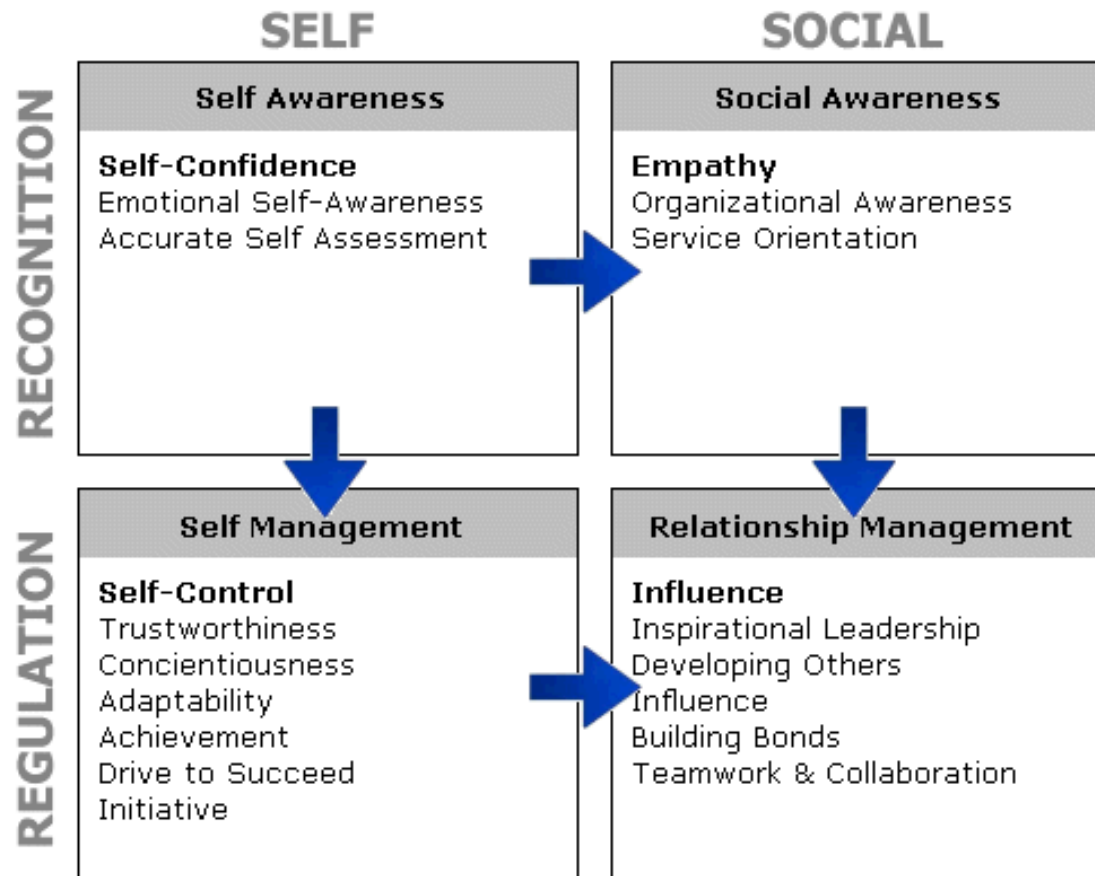 SELF
SOCIAL
RECOGNITION
Self Awareness
Self-Confidence
Emotional Self-Awareness
Accurate Self Assessment
Social Awareness
Empathy
Organizational Awareness
Service Orientation
REGULATION
Self Management
Self-Control
Trustworthiness
Concientiousness
Adaptability
Achievement
Drive to Succeed
Initiative
Relationship Management
Influence
Inspirational Leadership
Developing Others
Influence
Building Bonds
Teamwork & Collaboration